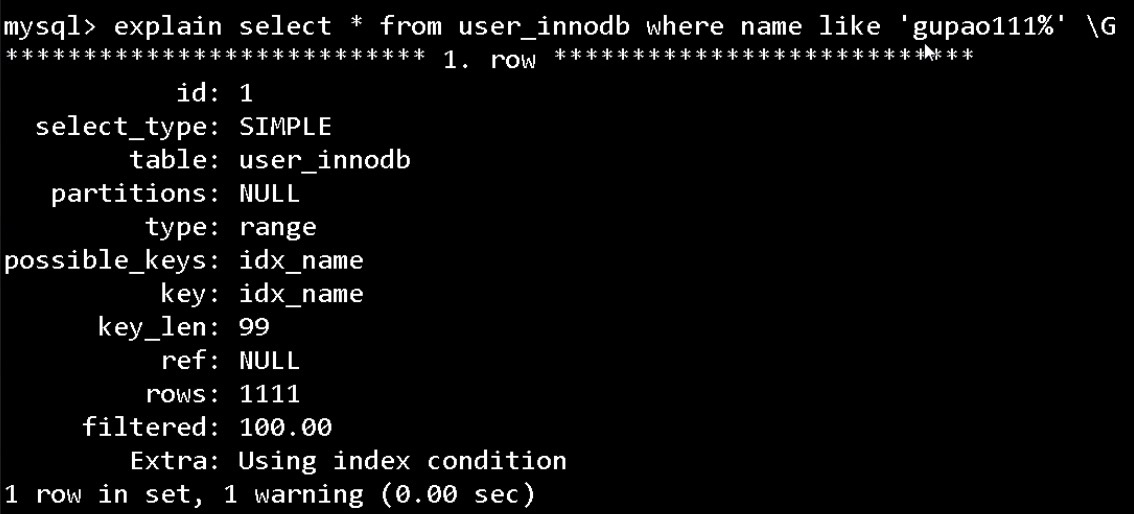 mysql> explain select * from user_innodb where name like 'gupao111%' \G
*************************** 1. row ***************************
id: 1
select_type: SIMPLE
table: user_innodb
partitions: NULL
type: range
possible_keys: idx_name
key: idx_name
key_len: 99
ref: NULL
rows: 1111
filtered: 100.00
Extra: Using index condition
1 row in set, 1 warning (0.00 sec)